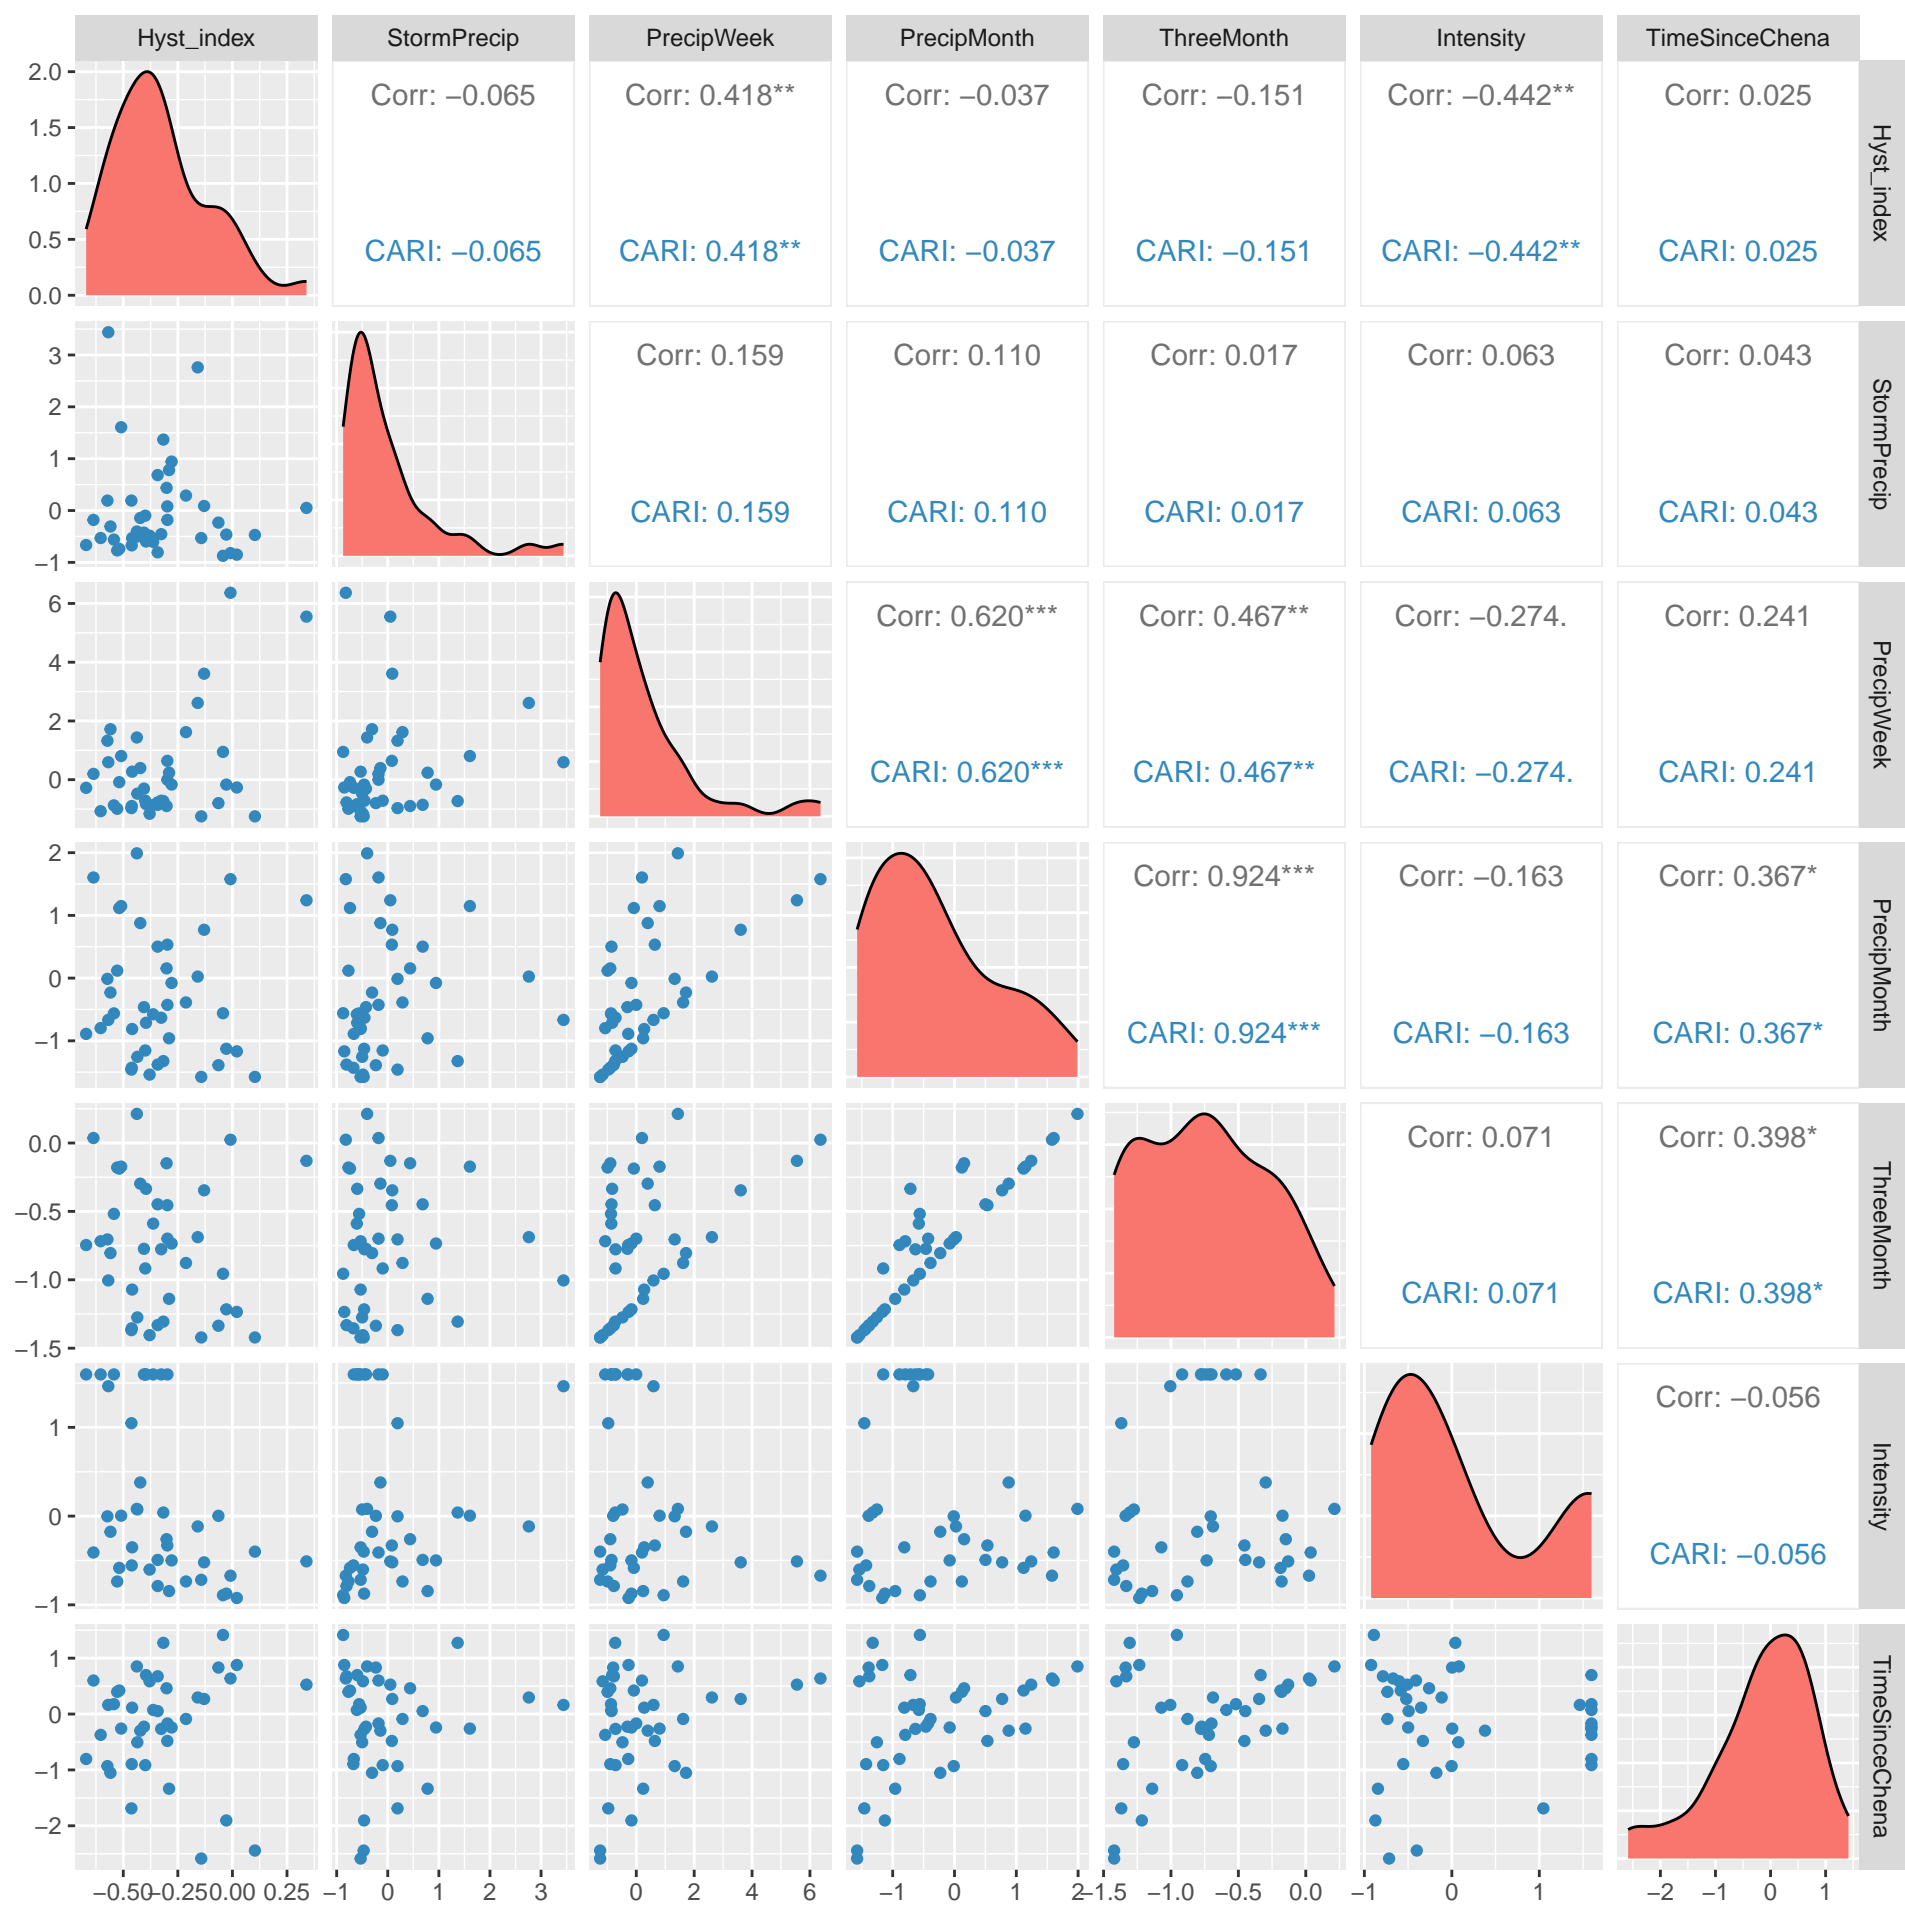 Hyst_index StormPrecip PrecipWeek PrecipMonth ThreeMonth Intensity TimeSinceChena
2.0
1.5
1.0
0.5
0.0
Corr: −0.065 Corr: 0.418** Corr: −0.037 Corr: −0.151 Corr: −0.442** Corr: 0.025
CARI: −0.065 CARI: 0.418** CARI: −0.037 CARI: −0.151 CARI: −0.442** CARI: 0.025
Hyst_index
3
2
1
0
−1
Corr: 0.159 Corr: 0.110 Corr: 0.017 Corr: 0.063 Corr: 0.043
CARI: 0.159 CARI: 0.110 CARI: 0.017 CARI: 0.063 CARI: 0.043
StormPrecip
6
4
2
0
Corr: 0.620*** Corr: 0.467** Corr: −0.274. Corr: 0.241
CARI: 0.620*** CARI: 0.467** CARI: −0.274. CARI: 0.241
PrecipWeek
2
1
0
−1
Corr: 0.924*** Corr: −0.163 Corr: 0.367*
CARI: 0.924*** CARI: −0.163 CARI: 0.367*
PrecipMonth
0.0
−0.5
−1.0
−1.5
Corr: 0.071 Corr: 0.398*
CARI: 0.071 CARI: 0.398*
ThreeMonth
1
0
−1
Corr: −0.056
CARI: −0.056
Intensity
1
0
−1
−2
TimeSinceChena
−0.50 −0.25 0.00 0.25 −1 0 1 2 3 0 2 4 6 −1 0 1 2 −1.5 −1.0 −0.5 0.0 −1 0 1 −2 −1 0 1